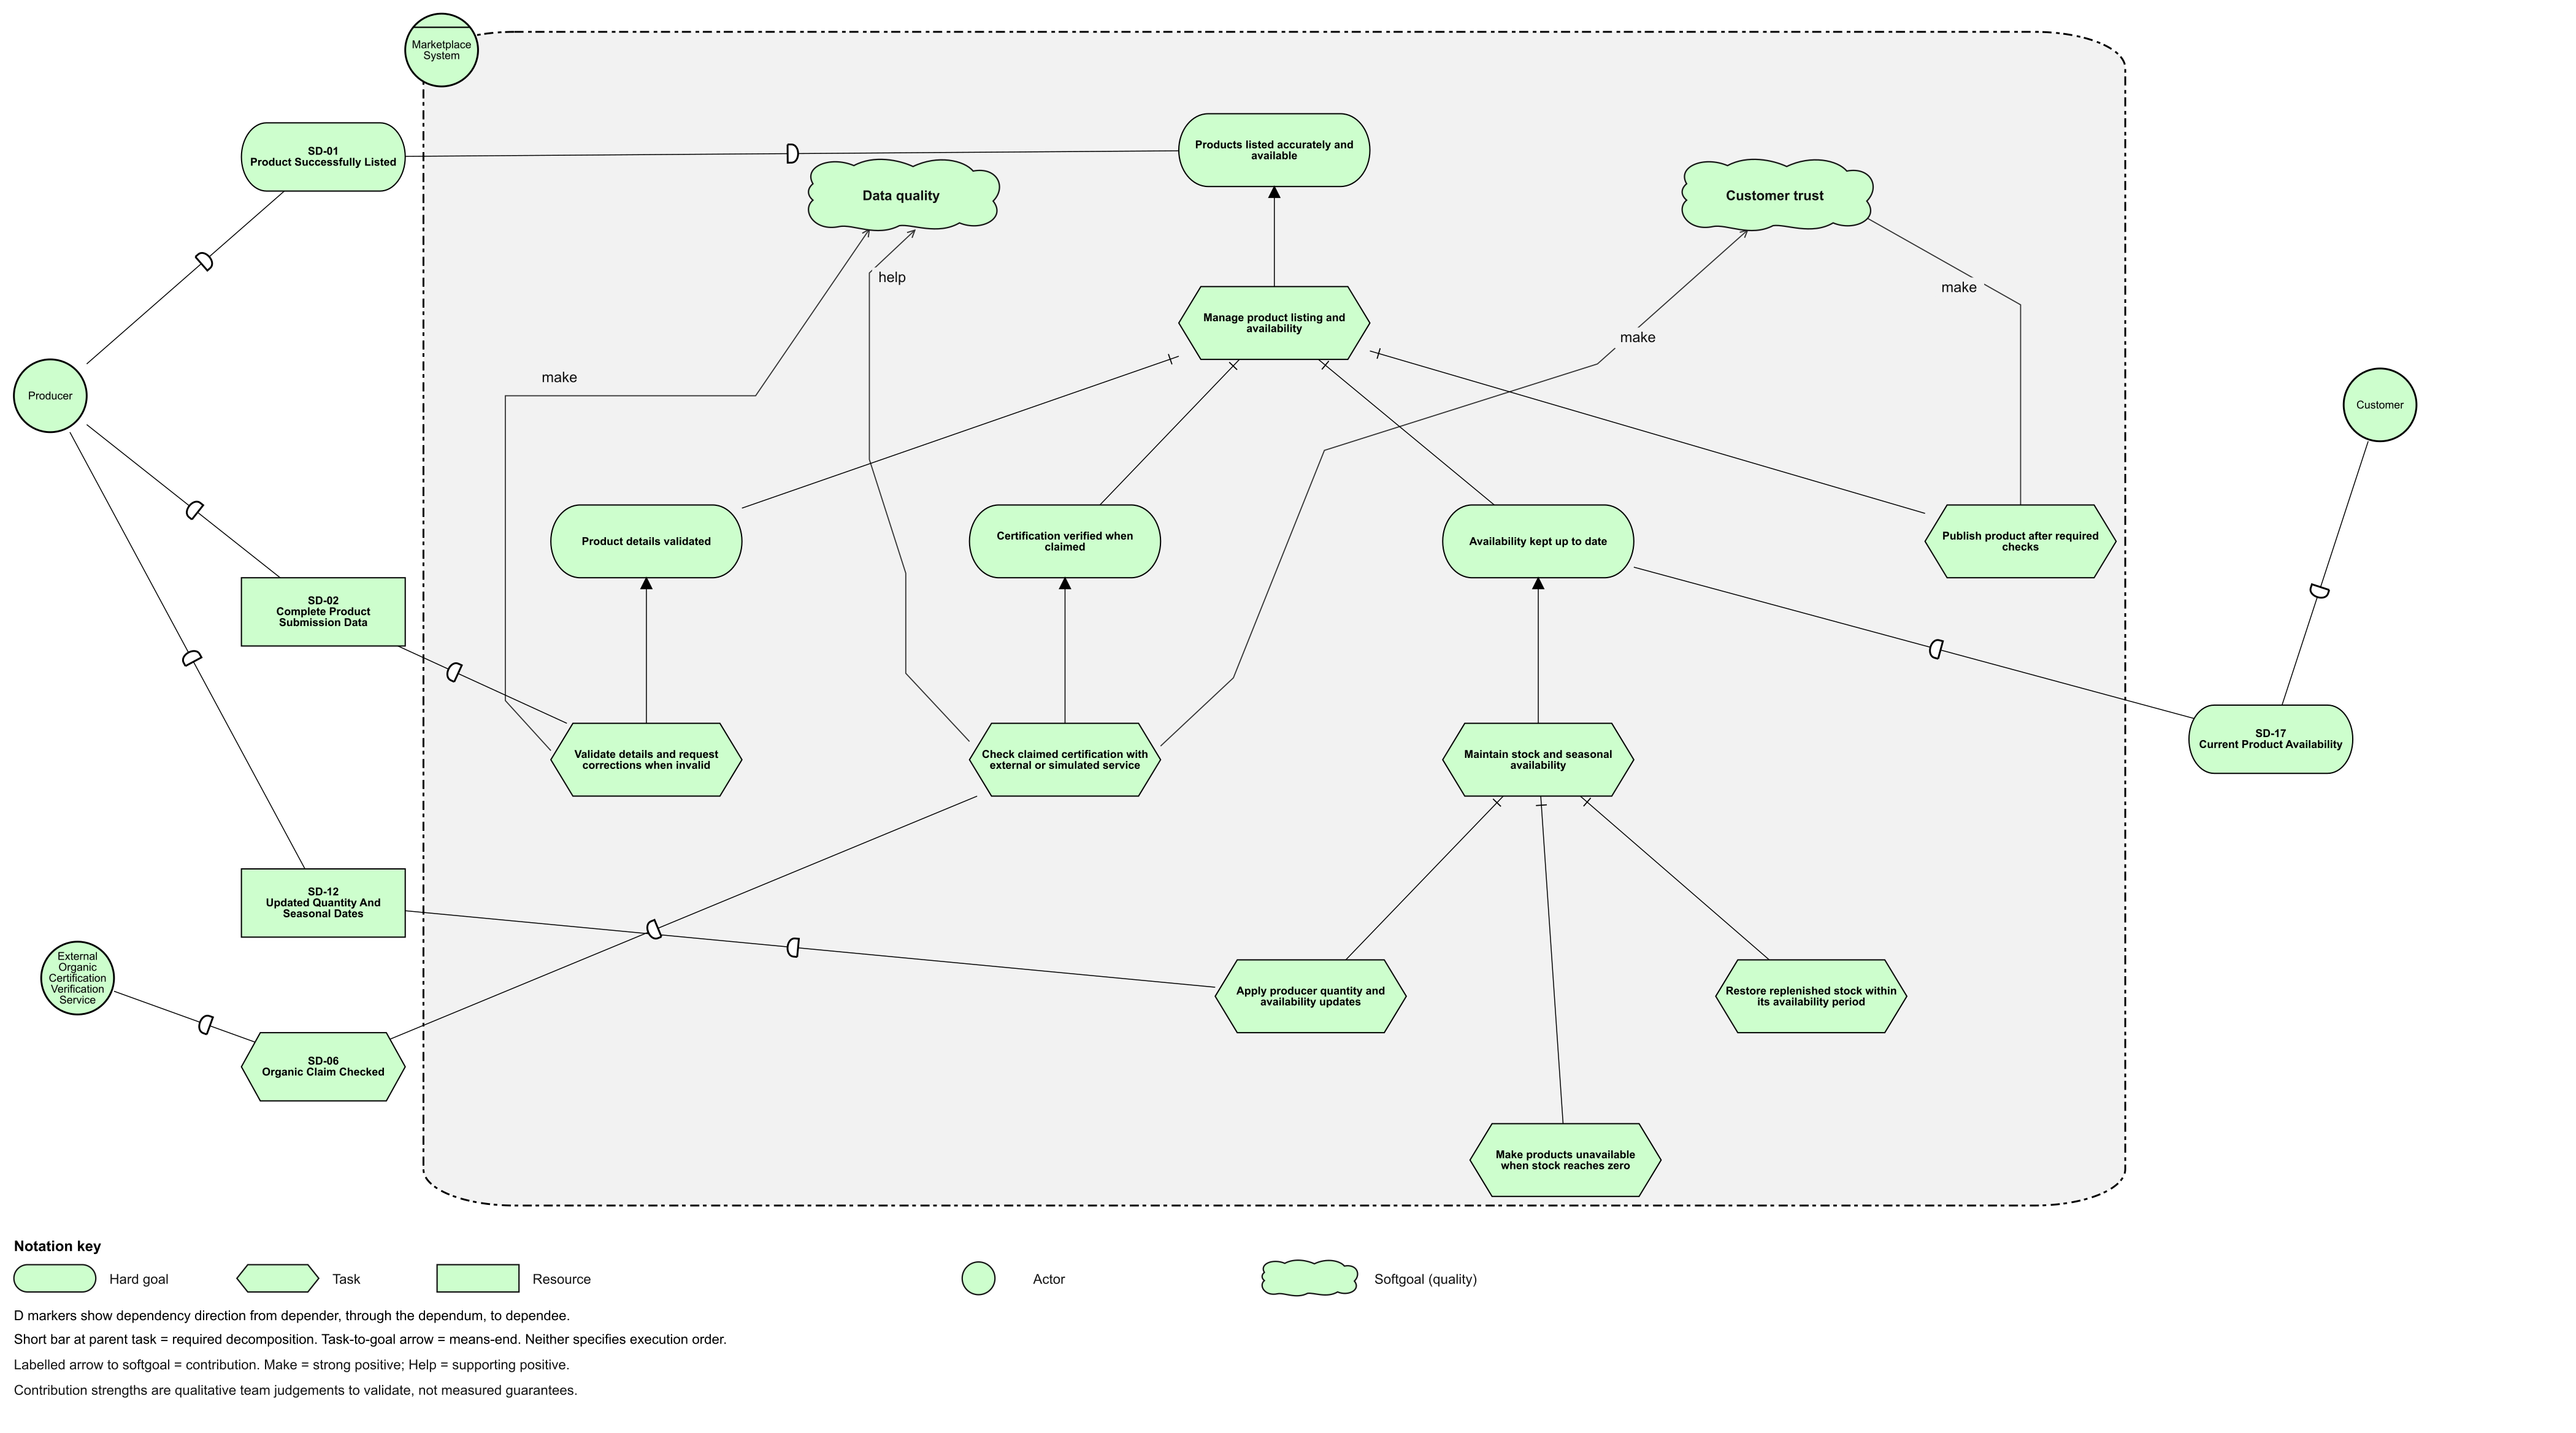 Marketplace
System
SD-01
Product Successfully Listed
Products listed accurately and
available
Data quality
Customer trust
help
make
Manage product listing and
availability
make
make
Producer
Customer
Product details validated
Certification verified when
claimed
Availability kept up to date
Publish product after required
checks
SD-02
Complete Product
Submission Data
Validate details and request
corrections when invalid
Check claimed certification with
external or simulated service
Maintain stock and seasonal
availability
SD-17
Current Product Availability
SD-12
Updated Quantity And
Seasonal Dates
External
Organic
Certification
Verification
Service
Apply producer quantity and
availability updates
Restore replenished stock within
its availability period
SD-06
Organic Claim Checked
Make products unavailable
when stock reaches zero
Notation key
Hard goal
Task
Resource
Actor
Softgoal (quality)
D markers show dependency direction from depender, through the dependum, to dependee.
Short bar at parent task = required decomposition. Task-to-goal arrow = means-end. Neither specifies execution order.
Labelled arrow to softgoal = contribution. Make = strong positive; Help = supporting positive.
Contribution strengths are qualitative team judgements to validate, not measured guarantees.